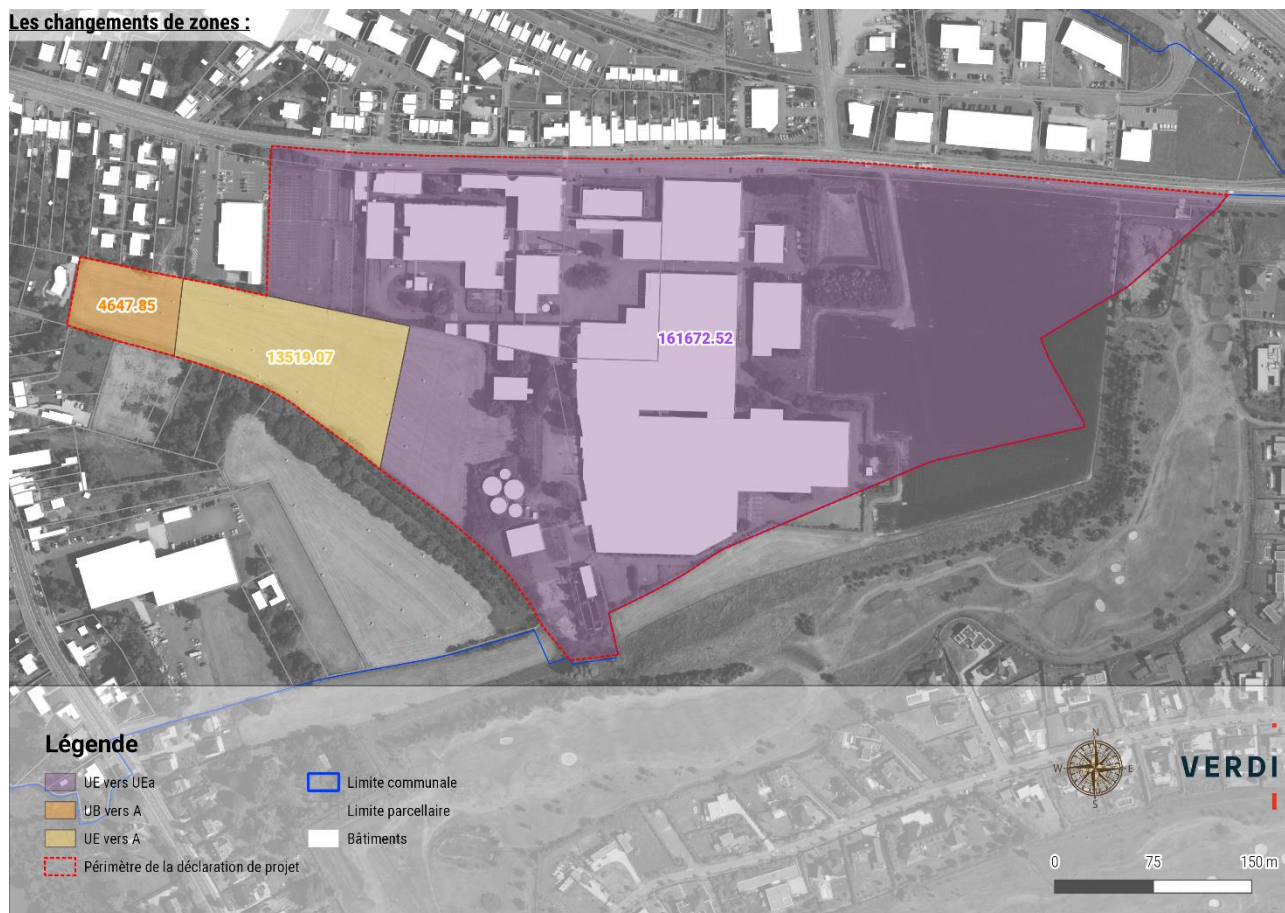 Les changements de zones :
4647.85
13519.07
161672.52
Légende
UE vers UEa
UB vers A
UE vers A
Périmètre de la déclaration de projet
Limite communale
Limite parcellaire
Bâtiments
N
W
E
S
VERDI
0 75 150 m